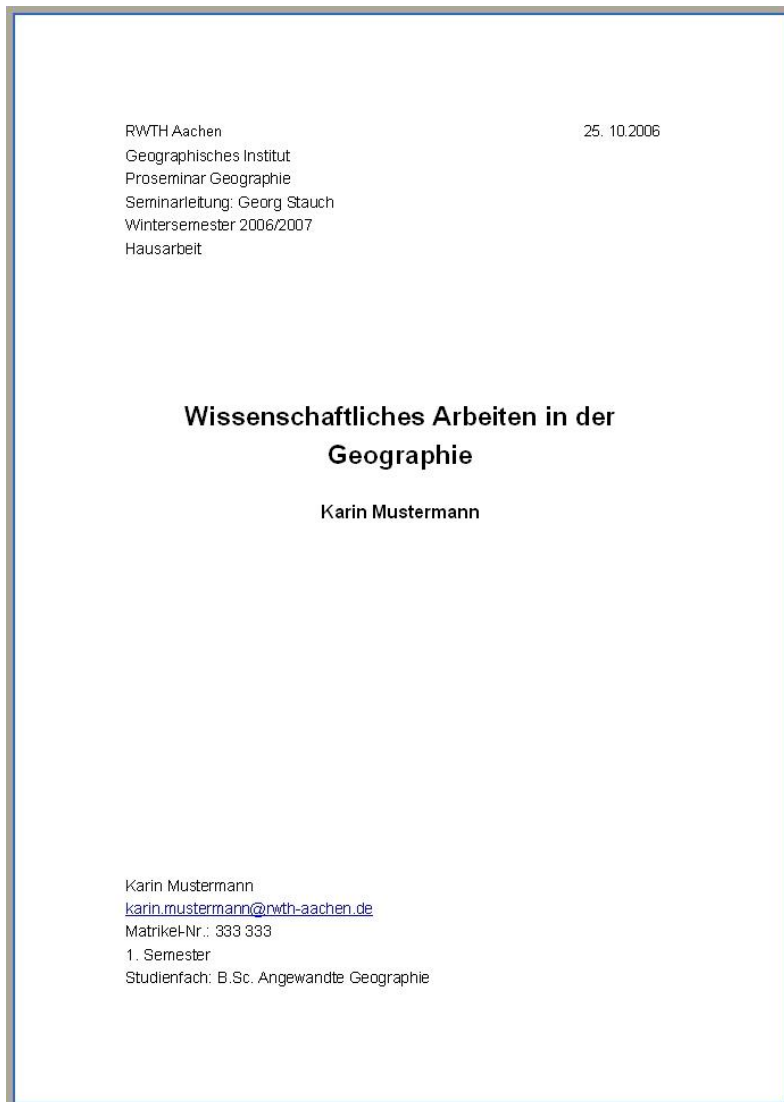 RWTH Aachen 25. 10.2006
Geographisches Institut
Proseminar Geographie
Seminarleitung: Georg Stauch
Wintersemester 2006/2007
Hausarbeit
Wissenschaftliches Arbeiten in der
Geographie
Karin Mustermann
Karin Mustermann
karin.mustermann@rwth-aachen.de
Matrikel-Nr.: 333 333
1. Semester
Studienfach: B.Sc. Angewandte Geographie